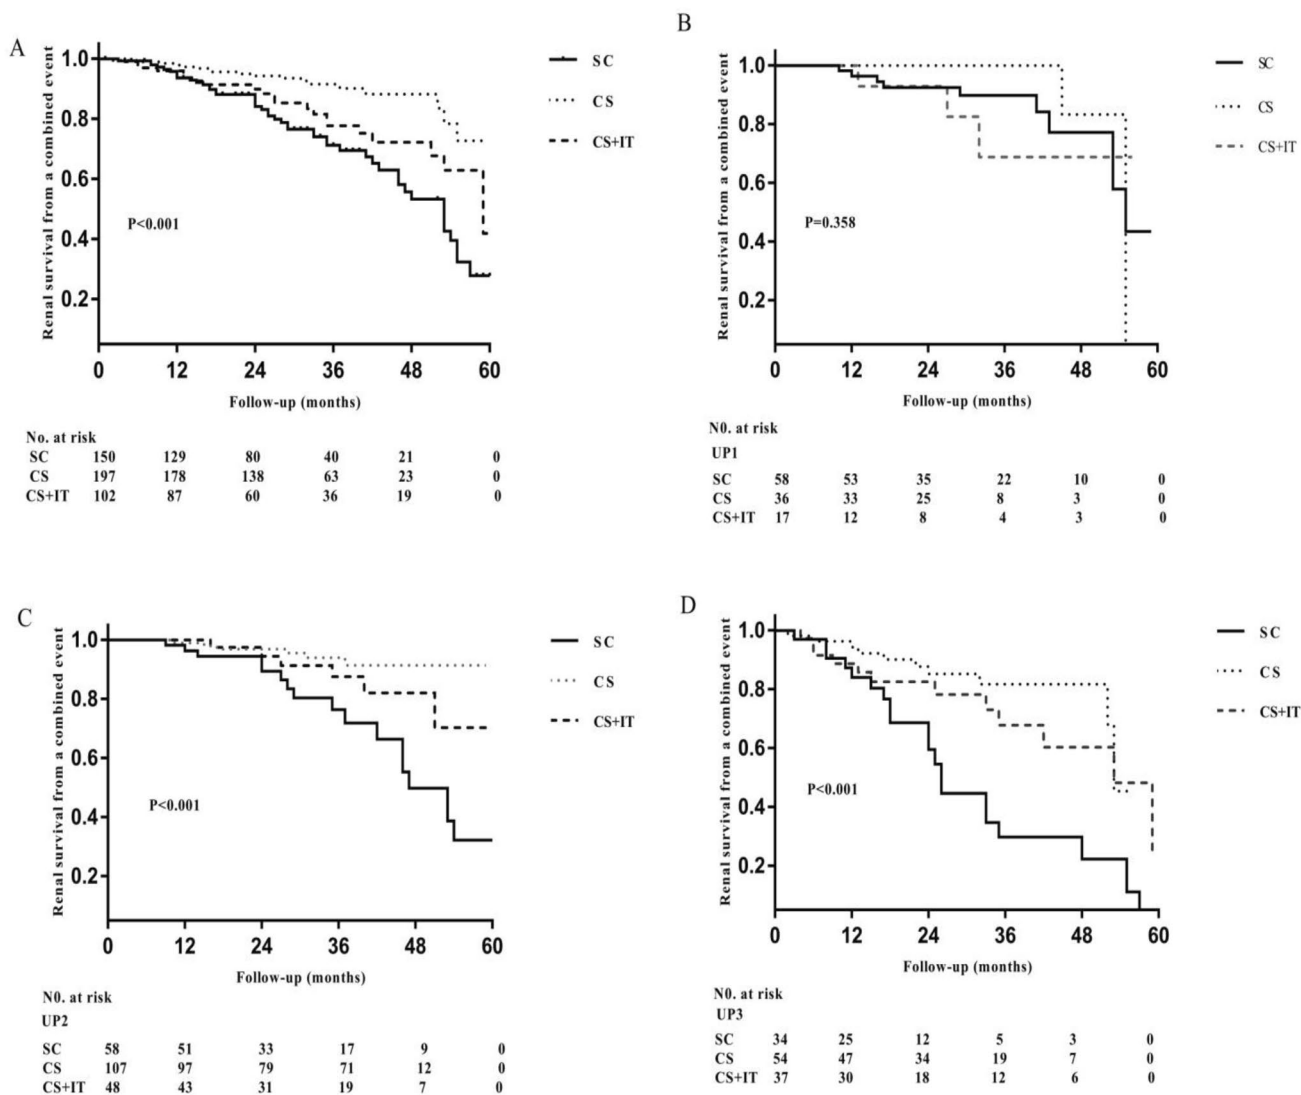 A
Renal survival from a combined event
1.0
0.8
0.6
0.4
0.2
P<0.001
SC
CS
CS+IT
0 12 24 36 48 60
Follow-up (months)
No. at risk
SC 150 129 80 40 21 0
CS 197 178 138 63 23 0
CS+IT 102 87 60 36 19 0
B
Renal survival from a combined event
1.0
0.8
0.6
0.4
0.2
P=0.358
SC
CS
CS+IT
0 12 24 36 48 60
Follow-up (months)
N0. at risk
UP1
SC 58 53 35 22 10 0
CS 36 33 25 8 3 0
CS+IT 17 12 8 4 3 0
C
Renal survival from a combined event
1.0
0.8
0.6
0.4
0.2
P<0.001
SC
CS
CS+IT
0 12 24 36 48 60
Follow-up (months)
N0. at risk
UP2
SC 58 51 33 17 9 0
CS 107 97 79 71 12 0
CS+IT 48 43 31 19 7 0
D
Renal survival from a combined event
1.0
0.8
0.6
0.4
0.2
P<0.001
SC
CS
CS+IT
0 12 24 36 48 60
Follow-up (months)
N0. at risk
UP3
SC 34 25 12 5 3 0
CS 54 47 34 19 7 0
CS+IT 37 30 18 12 6 0